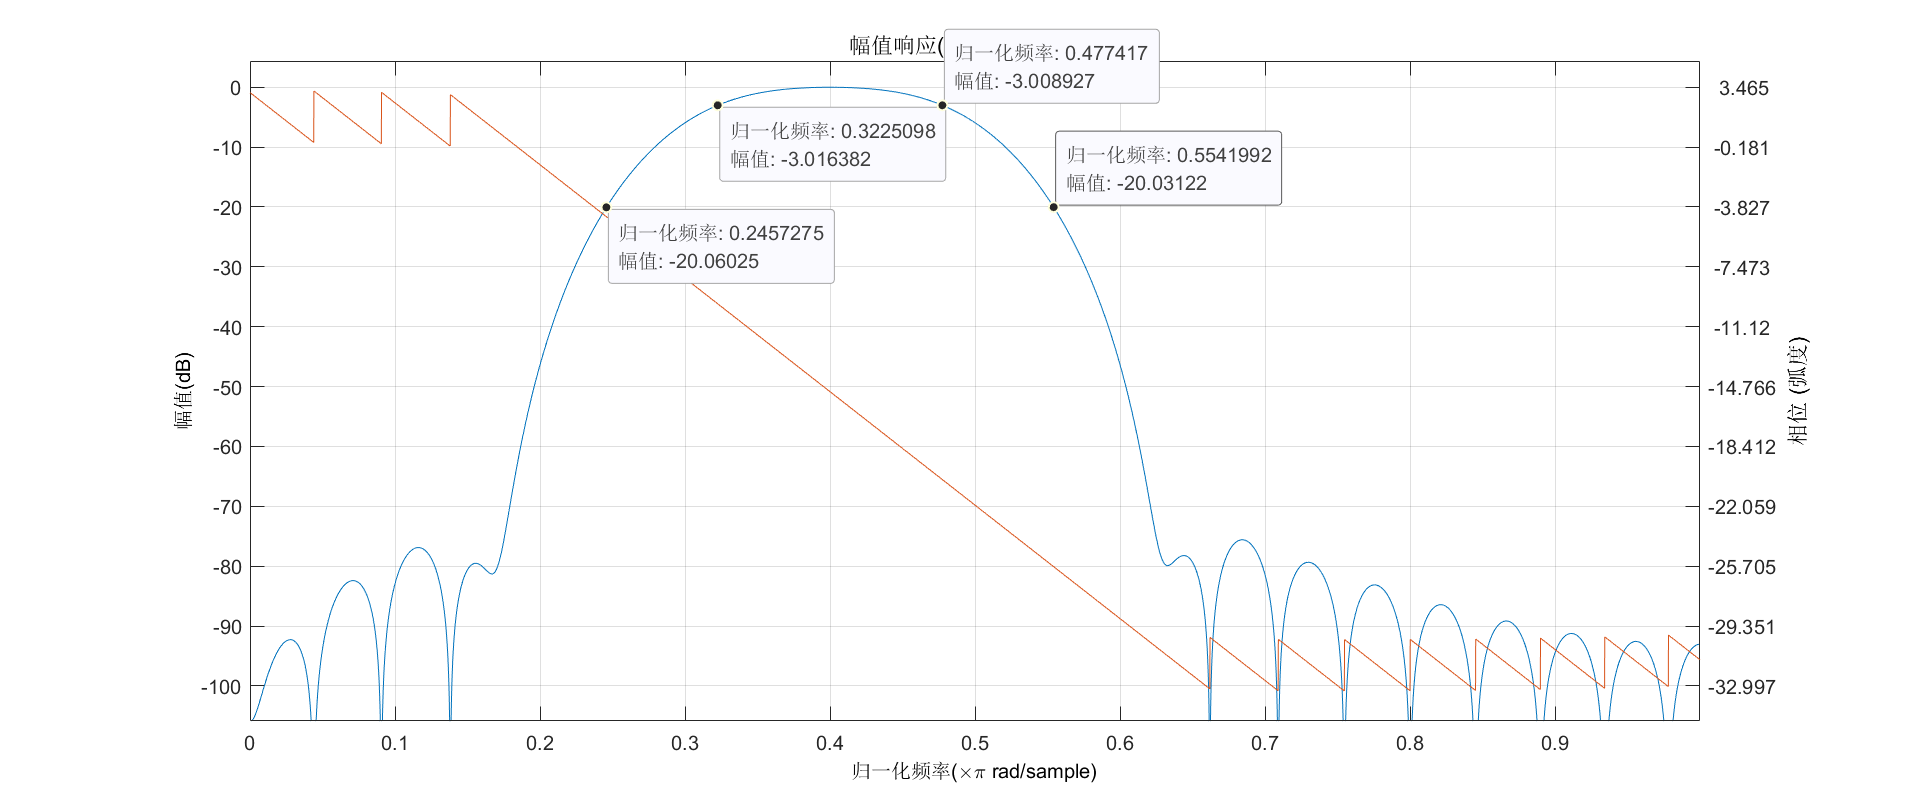 幅值响应(
归一化频率: 0.477417
幅值: -3.008927
归一化频率: 0.3225098
幅值: -3.016382
归一化频率: 0.5541992
幅值: -20.03122
归一化频率: 0.2457275
幅值: -20.06025
幅值(dB)
0
-10
-20
-30
-40
-50
-60
-70
-80
-90
-100
3.465
-0.181
-3.827
-7.473
-11.12
-14.766
-18.412
-22.059
-25.705
-29.351
-32.997
相位 (弧度)
0 0.1 0.2 0.3 0.4 0.5 0.6 0.7 0.8 0.9
归一化频率(×π rad/sample)